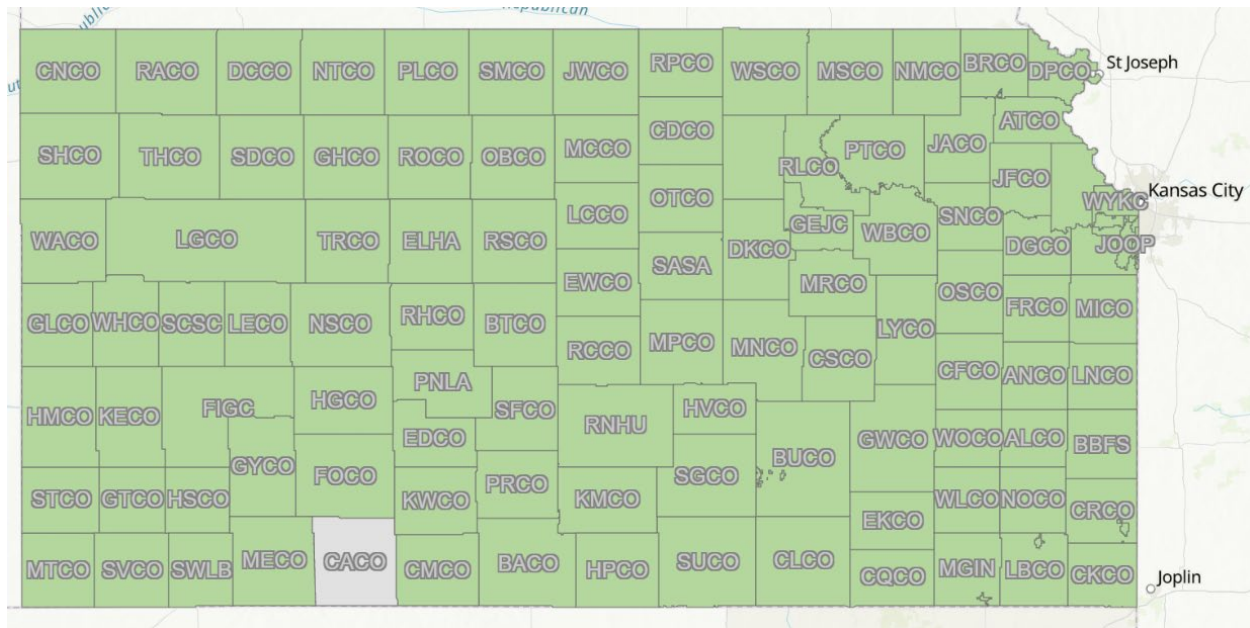 Republican
CNCO RACO DCCO NTCO PLCO SMCO JWCO RPCO WSCO MSCO NMCO BRCO DPCO St Joseph
SHCO THCO SDCO GHCO ROCO OBCO MCCO CDCO RLCO PTCO JACO ATCO
JFCO
WYKC Kansas City
WACO LGCO TRCO ELHA RSCO LCCO OTCO DKCO GEJC WBCO SNCO DGCO JOOP
EWCO SASA MRCO OSCO FRCO MICO
GLCO WHCO SCSC LECO NSCO RHCO BTCO RCCO MPCO MNCO CSCO LYCO
CFCO ANCO LNCO
HMCO KECO FIGC HGCO PNLA SFCO RNHU HVCO
EDCO GWCO WOCO ALCO BBFS
GYCO FOCO BUCO
STCO GTCO HSCO KWCO PRCO KMCO SGCO WLCO NOCO CRCO
EKCO
MTCO SVCO SWLB MECO CACO CMCO BACO HPCO SUCO CLCO CQCO MGIN LBCO CKCO Joplin